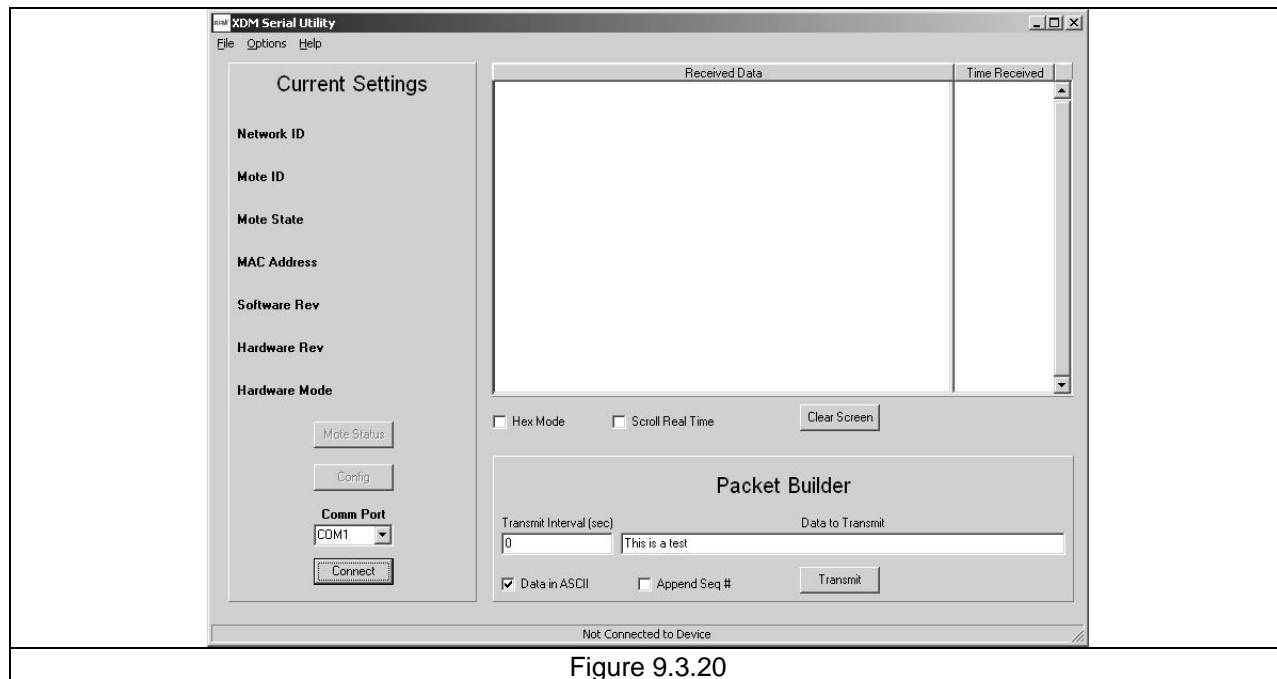 RFM XDM Serial Utility
File Options Help
Current Settings
Network ID
Mote ID
Mote State
MAC Address
Software Rev
Hardware Rev
Hardware Mode
Mote Status
Config
Comm Port
COM1
Connect
Received Data Time Received
Hex Mode Scroll Real Time Clear Screen
Packet Builder
Transmit Interval (sec) Data to Transmit
0 This is a test
Data in ASCII Append Seq # Transmit
Not Connected to Device
Figure 9.3.20